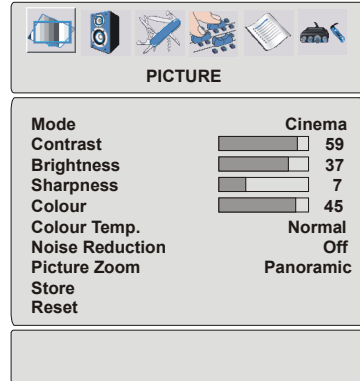 PICTURE
Mode Cinema
Contrast 59
Brightness 37
Sharpness 7
Colour 45
Colour Temp. Normal
Noise Reduction Off
Picture Zoom Panoramic
Store
Reset